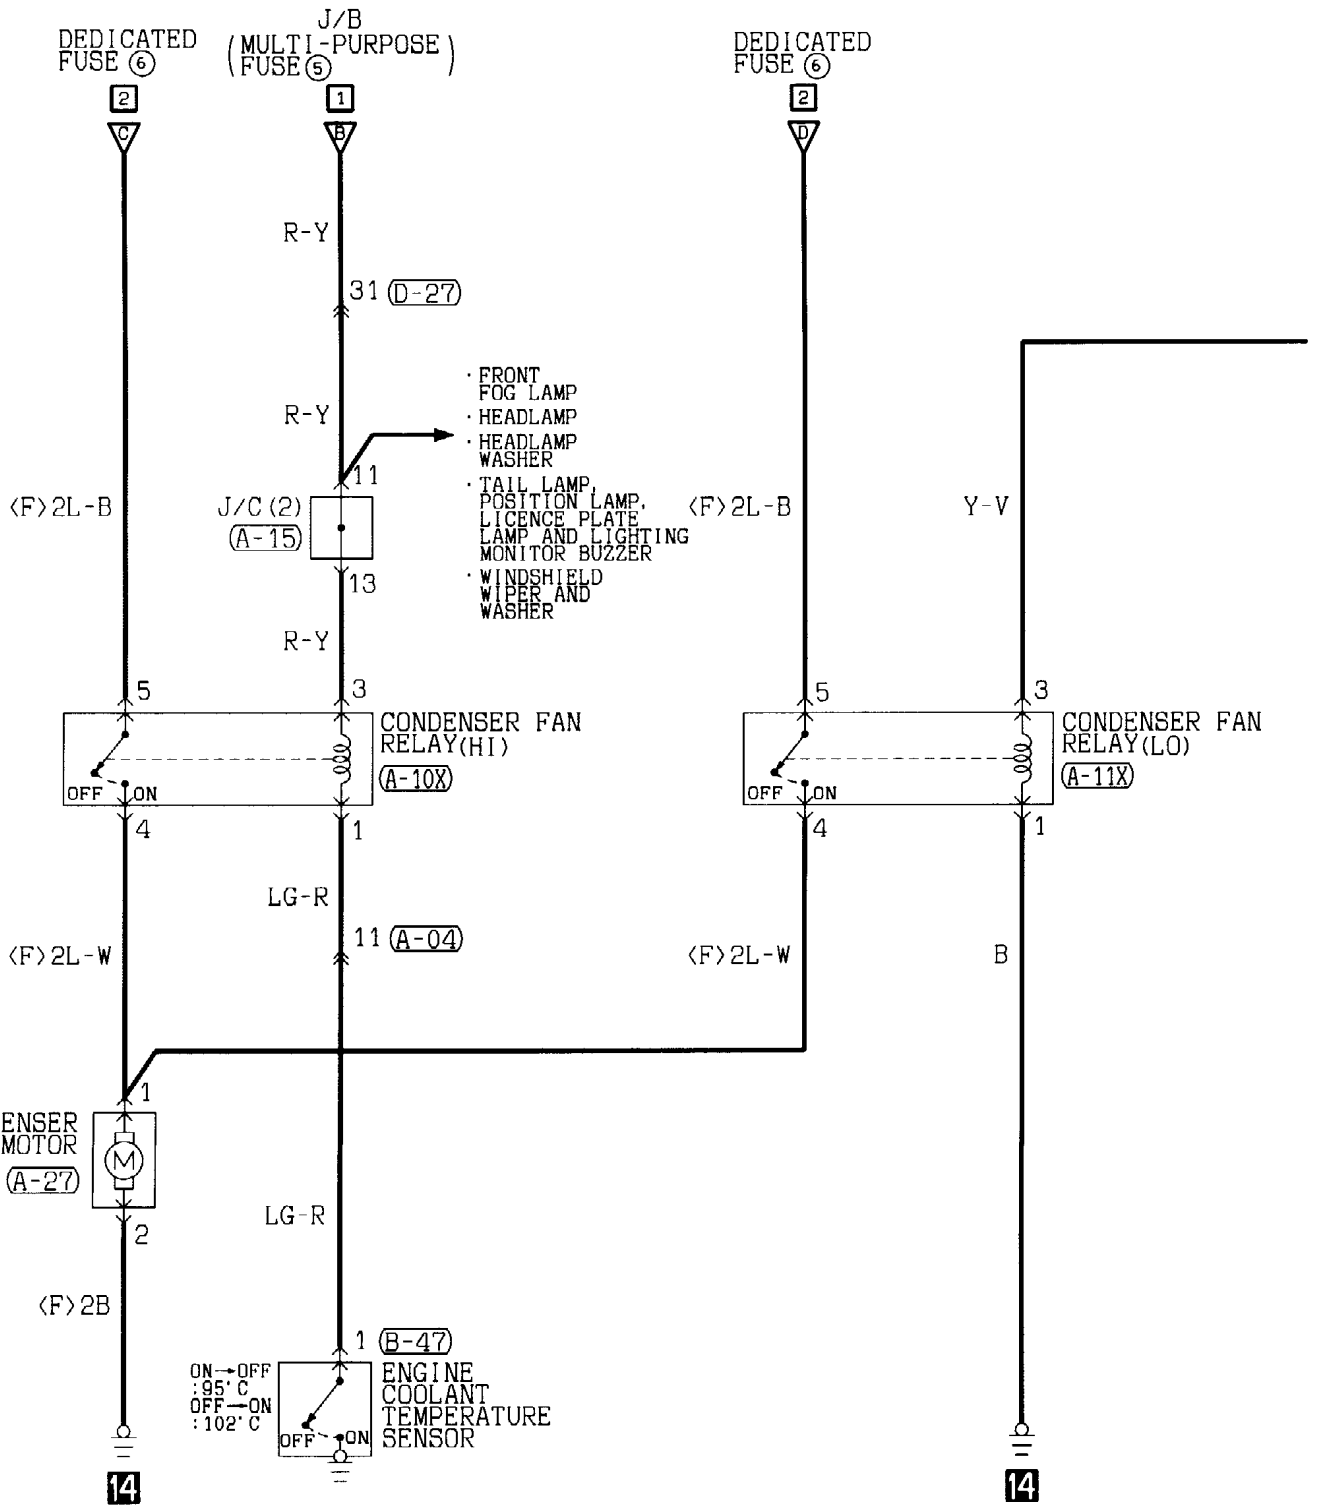 J/B
DEDICATED
FUSE ⑥
(MULTI-PURPOSE
FUSE ⑤)
DEDICATED
FUSE ⑥
2
1
2
C
B
D
R-Y
31 (D-27)
· FRONT
FOG LAMP
· HEADLAMP
· HEADLAMP
WASHER
· TAIL LAMP,
POSITION LAMP,
LICENCE PLATE
LAMP AND LIGHTING
MONITOR BUZZER
· WINDSHIELD
WIPER AND
WASHER
R-Y
11
<F>2L-B
J/C(2)
(A-15)
<F>2L-B
Y-V
13
R-Y
5
3
5
3
CONDENSER FAN
RELAY(HI)
(A-10X)
OFF
ON
CONDENSER FAN
RELAY(LO)
(A-11X)
OFF
ON
4
1
4
1
LG-R
11 (A-04)
<F>2L-W
<F>2L-W
B
1
ENSER
MOTOR
(A-27)
M
2
LG-R
<F>2B
1 (B-47)
ON→OFF
:95°C
OFF→ON
:102°C
OFF
ON
ENGINE
COOLANT
TEMPERATURE
SENSOR
14
14